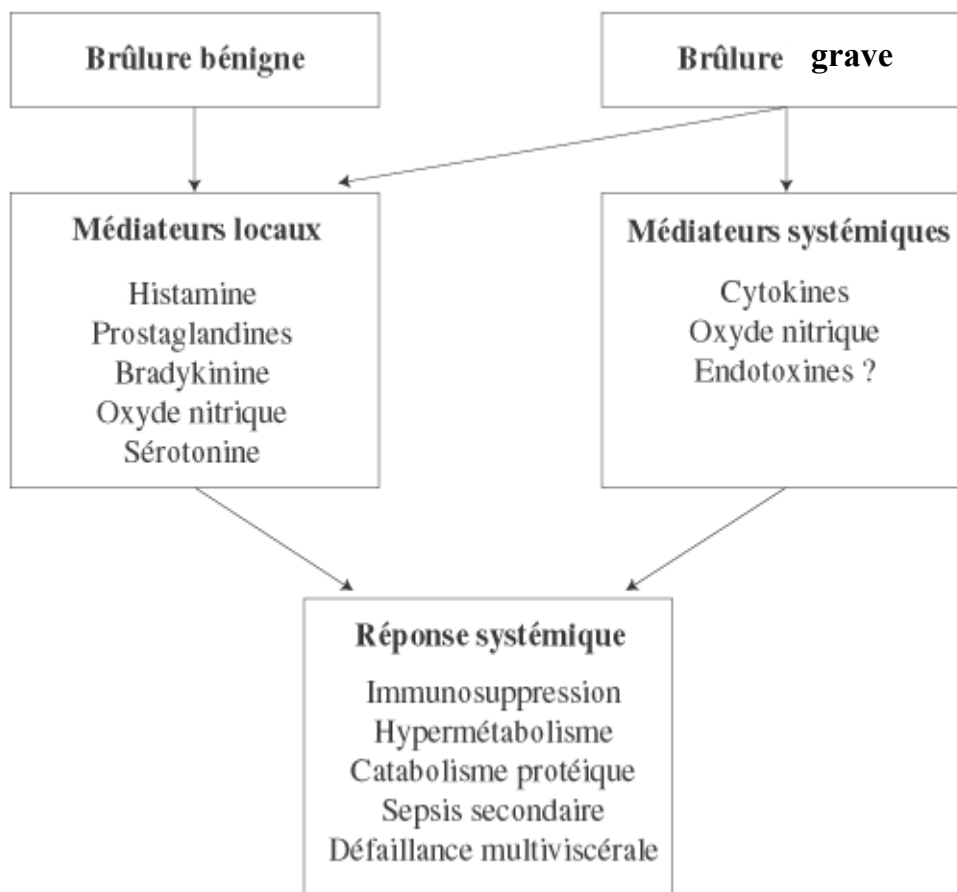 Brûlure bénigne
Brûlure grave
Médiateurs locaux
Histamine
Prostaglandines
Bradykinine
Oxyde nitrique
Sérotonine
Médiateurs systémiques
Cytokines
Oxyde nitrique
Endotoxines ?
Réponse systémique
Immunosuppression
Hypermétabolisme
Catabolisme protéique
Sepsis secondaire
Défaillance multiviscérale